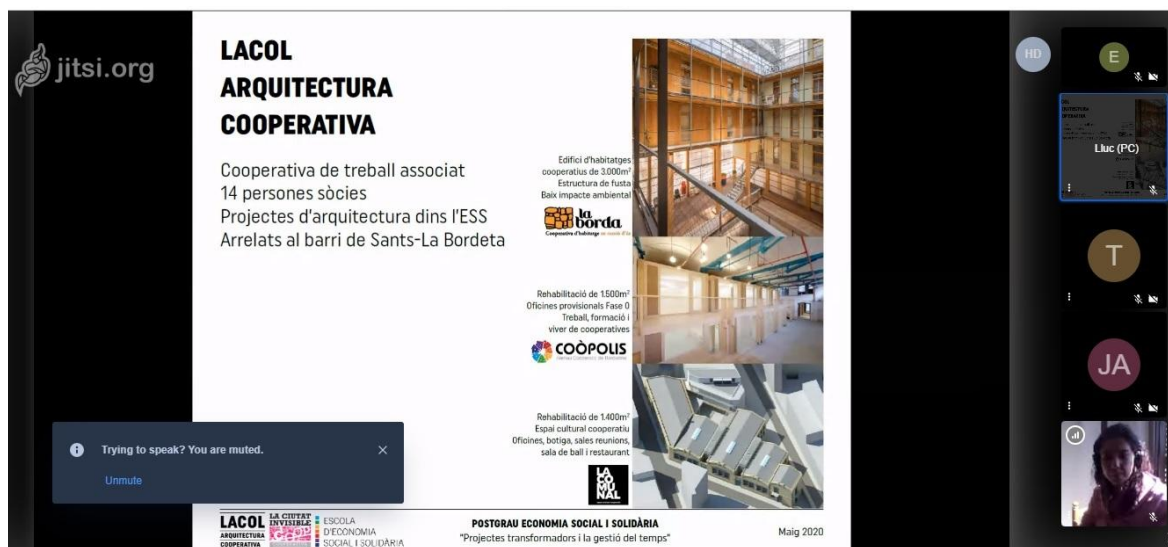 jitsi.org
LACOL
ARQUITECTURA
COOPERATIVA
Cooperativa de treball associat
14 persones sòcies
Projectes d'arquitectura dins l'ESS
Arrelats al barri de Sants-La Bordeta
Edifici d'habitatges
cooperatius de 3.000m²
Estructura de fusta
Baix impacte ambiental
la
borda
Cooperativa d'habitatge
Rehabilitació de 1.500m²
Oficines provisionals Fase 0
Treball, formació i
viver de cooperatives
COÒPOLIS
Rehabilitació de 1.400m²
Espai cultural cooperatiu
Oficines, botiga, sales reunions,
sala de ball i restaurant
LA
CO
MU
NAL
Trying to speak? You are muted.
Unmute
LACOL
ARQUITECTURA
COOPERATIVA
LA CIUTAT
INVISIBLE
ESCOLA
D'ECONOMIA
SOCIAL I SOLIDÀRIA
POSTGRAU ECONOMIA SOCIAL I SOLIDÀRIA
"Projectes transformadors i la gestió del temps"
Maig 2020
HD
E
Lluc (PC)
T
JA